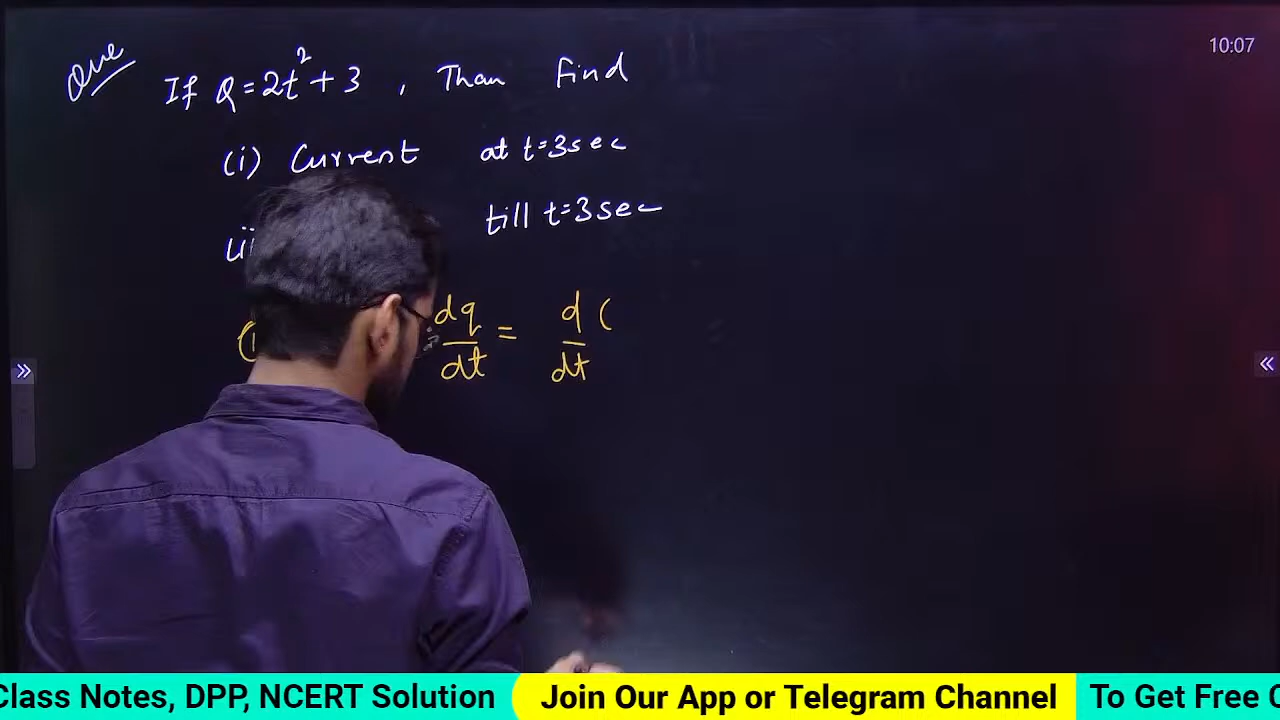 Que If Q = 2t² + 3 , Than Find
(i) Current at t=3sec
(ii till t=3sec
dq/dt = d/dt (
10:07
Class Notes, DPP, NCERT Solution Join Our App or Telegram Channel To Get Free